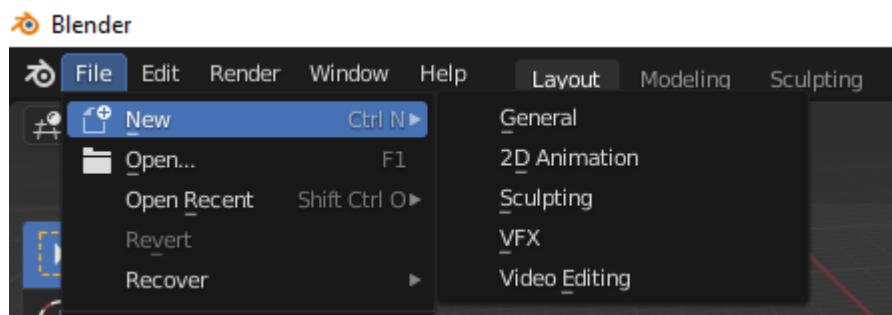 Blender
File Edit Render Window Help Layout Modeling Sculpting
New Ctrl N General
Open... F1 2D Animation
Open Recent Shift Ctrl O Sculpting
Revert VFX
Recover Video Editing